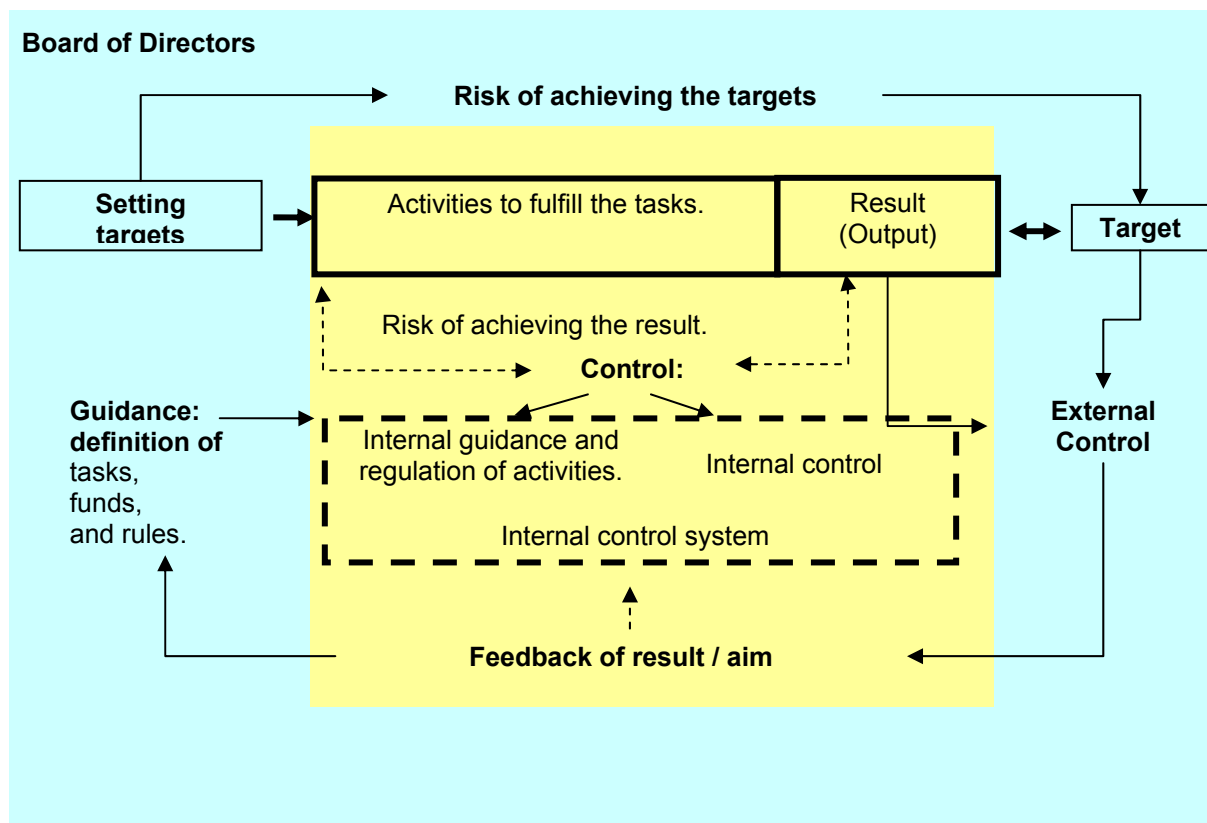 Board of Directors
Risk of achieving the targets
Setting
targets
Activities to fulfill the tasks.
Result
(Output)
Target
Risk of achieving the result.
Control:
Guidance:
definition of
tasks,
funds,
and rules.
Internal guidance and
regulation of activities.
Internal control
External
Control
Internal control system
Feedback of result / aim